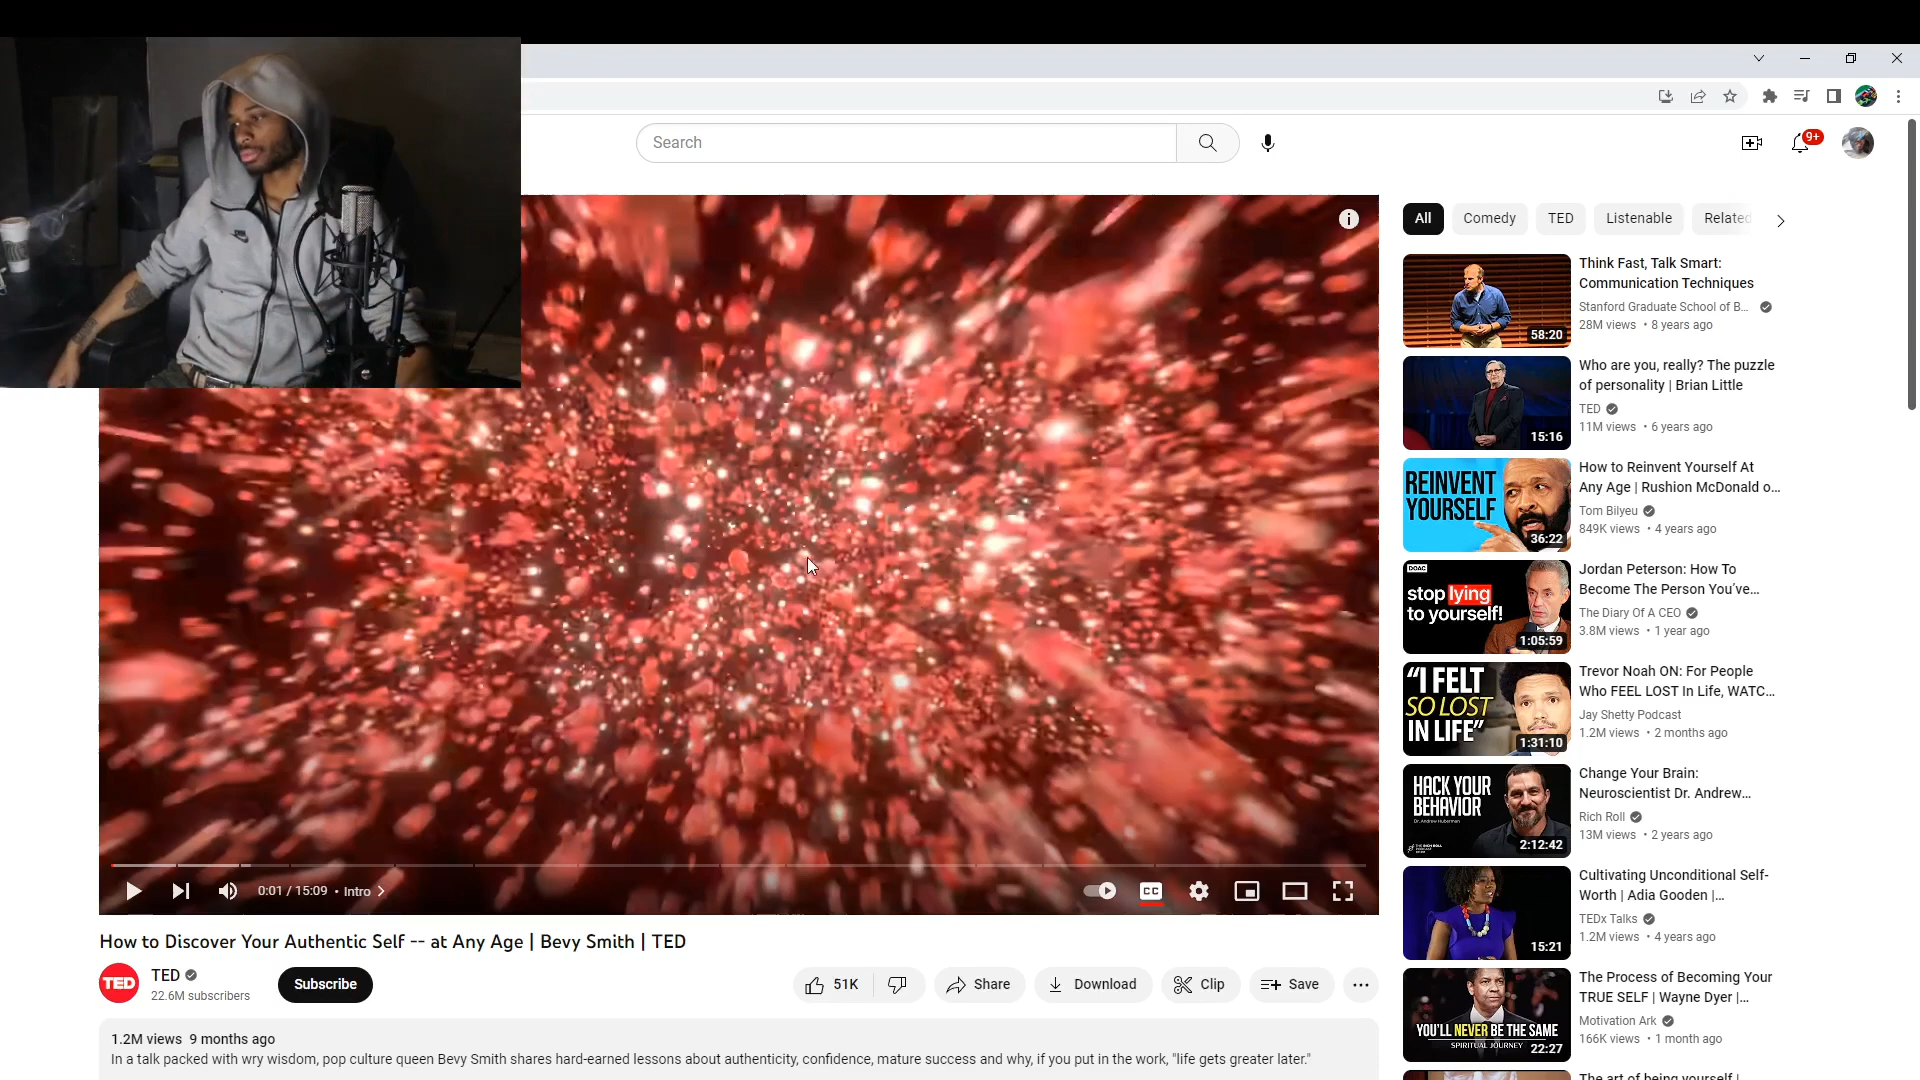 Search
9+
All
Comedy
TED
Listenable
Related
Think Fast, Talk Smart:
Communication Techniques
Stanford Graduate School of B...
28M views • 8 years ago
58:20
Who are you, really? The puzzle
of personality | Brian Little
TED
11M views • 6 years ago
15:16
REINVENT
YOURSELF
36:22
How to Reinvent Yourself At
Any Age | Rushion McDonald o...
Tom Bilyeu
849K views • 4 years ago
DOAC
stop lying
to yourself!
1:05:59
Jordan Peterson: How To
Become The Person You've...
The Diary Of A CEO
3.8M views • 1 year ago
"I FELT
SO LOST
IN LIFE"
1:31:10
Trevor Noah ON: For People
Who FEEL LOST In Life, WATC...
Jay Shetty Podcast
1.2M views • 2 months ago
HACK YOUR
BEHAVIOR
Dr. Andrew Huberman
2:12:42
Change Your Brain:
Neuroscientist Dr. Andrew...
Rich Roll
13M views • 2 years ago
15:21
Cultivating Unconditional Self-
Worth | Adia Gooden |...
TEDx Talks
1.2M views • 4 years ago
YOU'LL NEVER BE THE SAME
SPIRITUAL JOURNEY
22:27
The Process of Becoming Your
TRUE SELF | Wayne Dyer |...
Motivation Ark
166K views • 1 month ago
The art of being yourself |
0:01 / 15:09 • Intro
CC
How to Discover Your Authentic Self -- at Any Age | Bevy Smith | TED
TED
TED
22.6M subscribers
Subscribe
51K
Share
Download
Clip
Save
1.2M views 9 months ago
In a talk packed with wry wisdom, pop culture queen Bevy Smith shares hard-earned lessons about authenticity, confidence, mature success and why, if you put in the work, "life gets greater later."